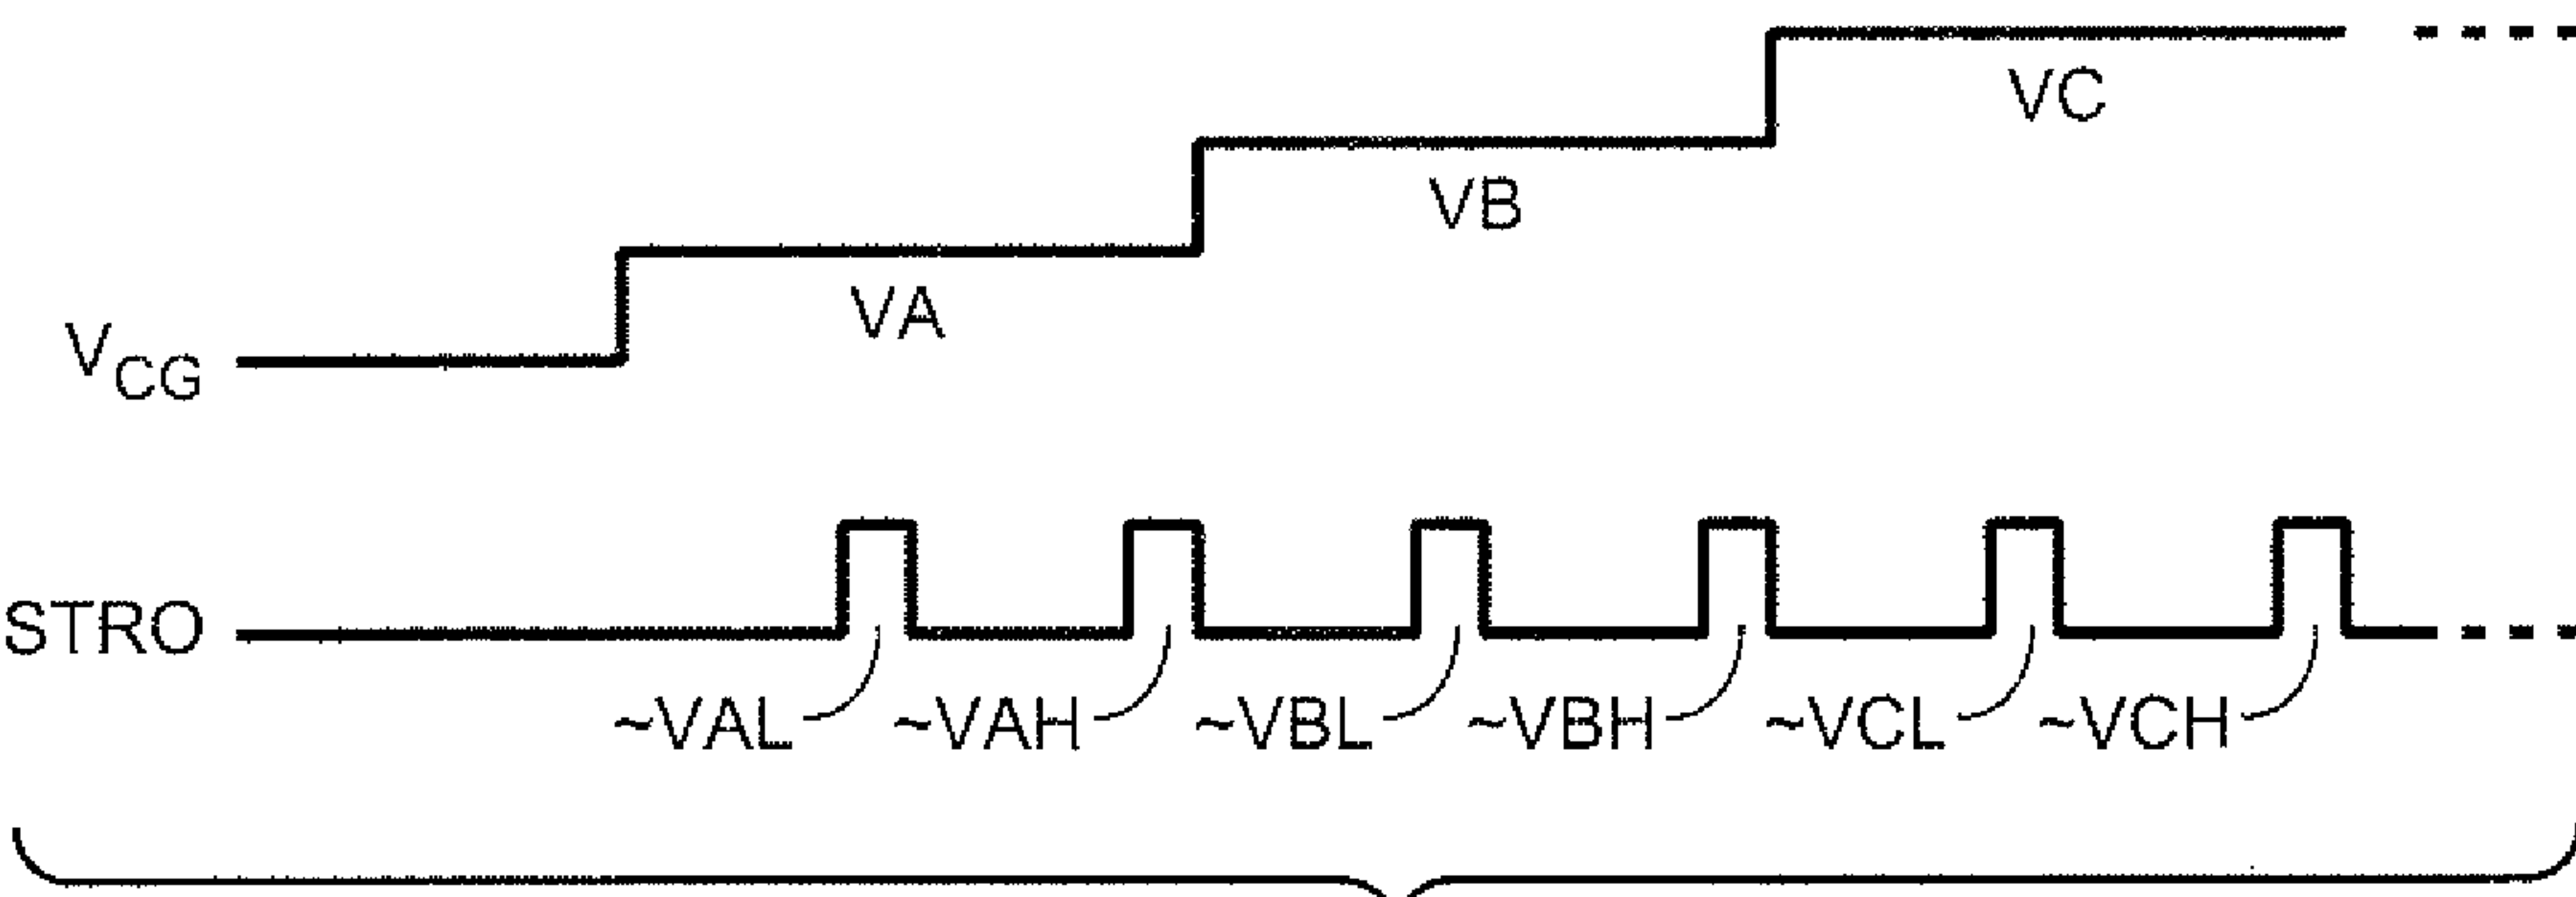 VC
VB
VA
VCG
STRO
~VAL ~VAH ~VBL ~VBH ~VCL ~VCH